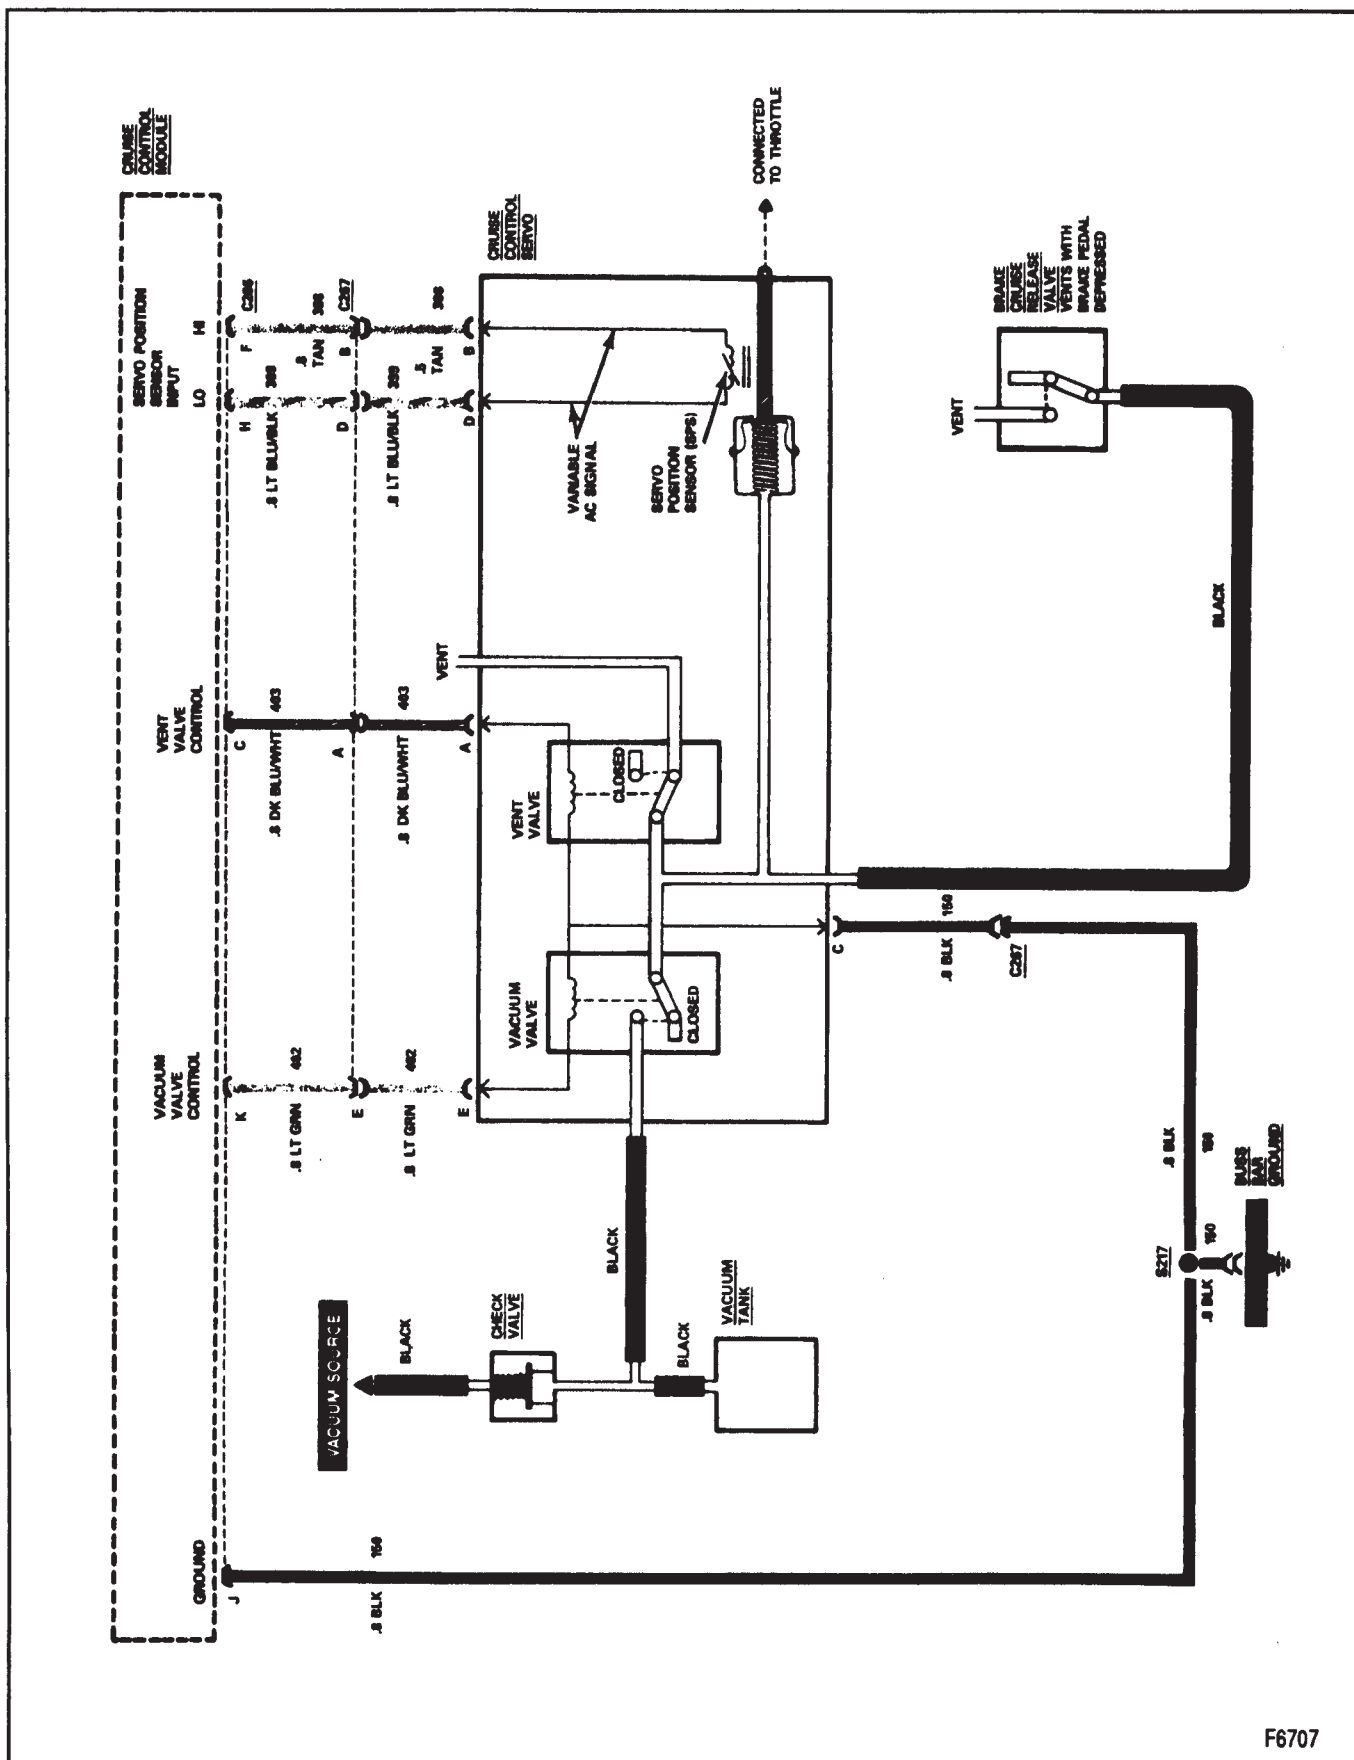 GROUND
VACUUM
VALVE
CONTROL
VENT
VALVE
CONTROL
SERVO POSITION
SENSOR
INPUT
LO
HI
CRUISE
CONTROL
MODULE
J
K
C
H
F
.8 LT GRN
402
.8 DK BLU/WHT
403
.8 LT BLU/BLK
399
.8
TAN
398
E
A
D
B
C267
.8 BLK
150
.8 LT GRN
402
.8 DK BLU/WHT
403
.8 LT BLU/BLK
399
.5
TAN
398
E
A
D
B
VACUUM SOURCE
BLACK
CHECK
VALVE
BLACK
BLACK
VACUUM
TANK
CRUISE
CONTROL
SERVO
VENT
VACUUM
VALVE
CLOSED
VENT
VALVE
CLOSED
VARIABLE
AC SIGNAL
SERVO
POSITION
SENSOR (SPS)
CONNECTED
TO THROTTLE
C
.8 BLK
150
C267
VENT
BRAKE
CRUISE
RELEASE
VALVE
VENTS WITH
BRAKE PEDAL
DEPRESSED
BLACK
.8 BLK
150
S217
.8 BLK
150
BUSS
BAR
GROUND
F6707